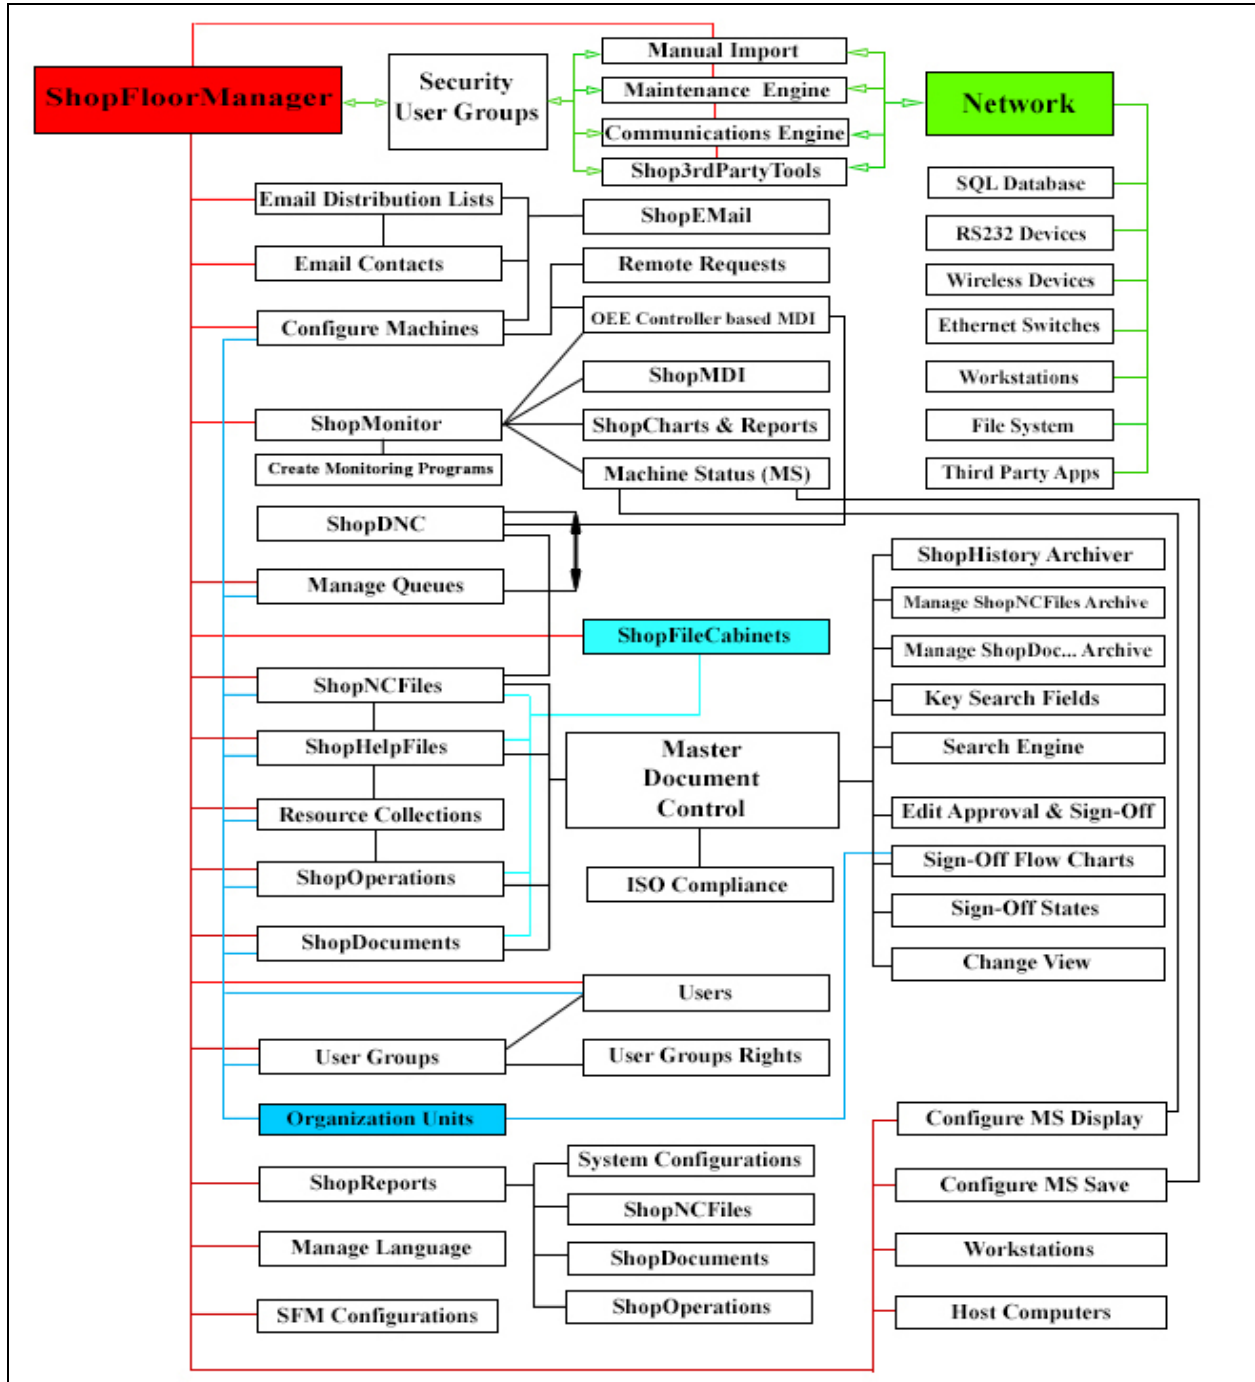 ShopFloorManager
Security
User Groups
Manual Import
Maintenance Engine
Communications Engine
Shop3rdPartyTools
Network
SQL Database
RS232 Devices
Wireless Devices
Ethernet Switches
Workstations
File System
Third Party Apps
Email Distribution Lists
Email Contacts
Configure Machines
ShopMonitor
Create Monitoring Programs
ShopDNC
Manage Queues
ShopEMail
Remote Requests
OEE Controller based MDI
ShopMDI
ShopCharts & Reports
Machine Status (MS)
ShopFileCabinets
ShopNCFiles
ShopHelpFiles
Resource Collections
ShopOperations
ShopDocuments
Master
Document
Control
ISO Compliance
ShopHistory Archiver
Manage ShopNCFiles Archive
Manage ShopDoc... Archive
Key Search Fields
Search Engine
Edit Approval & Sign-Off
Sign-Off Flow Charts
Sign-Off States
Change View
Users
User Groups
User Groups Rights
Organization Units
ShopReports
Manage Language
SFM Configurations
System Configurations
ShopNCFiles
ShopDocuments
ShopOperations
Configure MS Display
Configure MS Save
Workstations
Host Computers